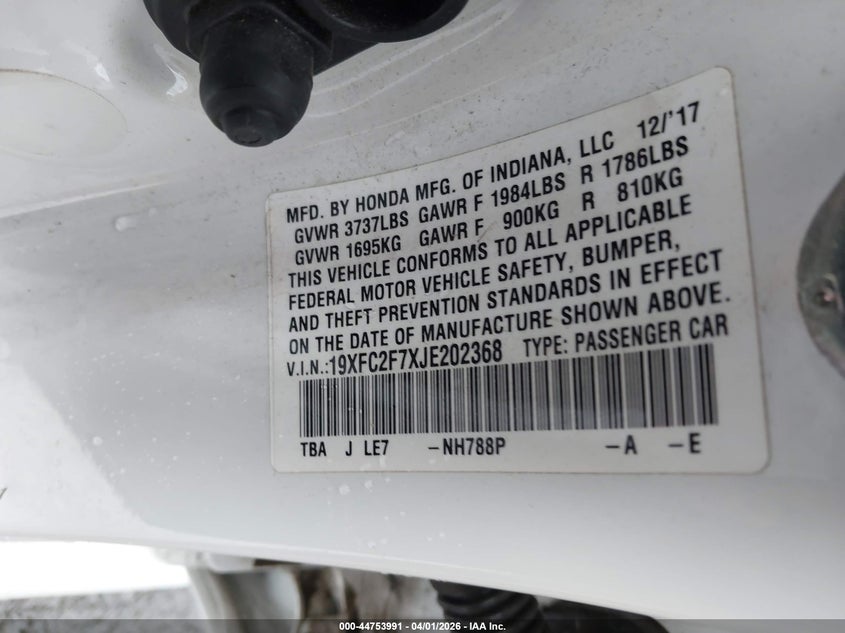 MFD. BY HONDA MFG. OF INDIANA, LLC 12/'17
GVWR 3737LBS GAWR F 1984LBS R 1786LBS
GVWR 1695KG GAWR F 900KG R 810KG
THIS VEHICLE CONFORMS TO ALL APPLICABLE
FEDERAL MOTOR VEHICLE SAFETY, BUMPER,
AND THEFT PREVENTION STANDARDS IN EFFECT
ON THE DATE OF MANUFACTURE SHOWN ABOVE.
V.I.N.:19XFC2F7XJE202368 TYPE: PASSENGER CAR
TBA J LE7 -NH788P -A -E
000-44753991 - 04/01/2026 - IAA Inc.